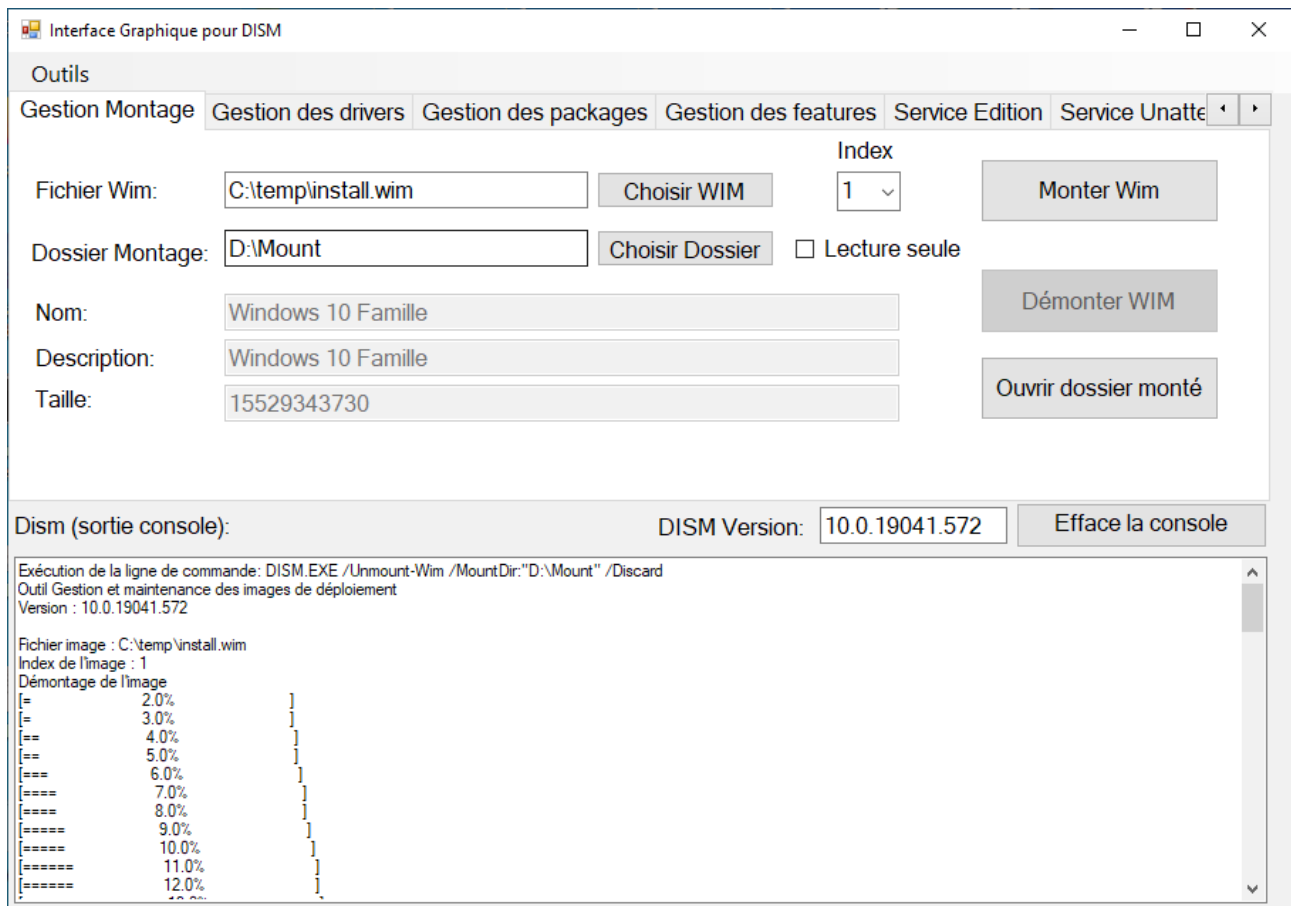 Interface Graphique pour DISM
Outils
Gestion Montage Gestion des drivers Gestion des packages Gestion des features Service Edition Service Unatte
Index
Fichier Wim: C:\temp\install.wim Choisir WIM 1 Monter Wim
Dossier Montage: D:\Mount Choisir Dossier Lecture seule
Nom: Windows 10 Famille Démonter WIM
Description: Windows 10 Famille
Taille: 15529343730 Ouvrir dossier monté
Dism (sortie console): DISM Version: 10.0.19041.572 Efface la console
Exécution de la ligne de commande: DISM.EXE /Unmount-Wim /MountDir:"D:\Mount" /Discard
Outil Gestion et maintenance des images de déploiement
Version : 10.0.19041.572
Fichier image : C:\temp\install.wim
Index de l'image : 1
Démontage de l'image
[= 2.0% ]
[= 3.0% ]
[== 4.0% ]
[== 5.0% ]
[=== 6.0% ]
[==== 7.0% ]
[==== 8.0% ]
[===== 9.0% ]
[===== 10.0% ]
[====== 11.0% ]
[====== 12.0% ]